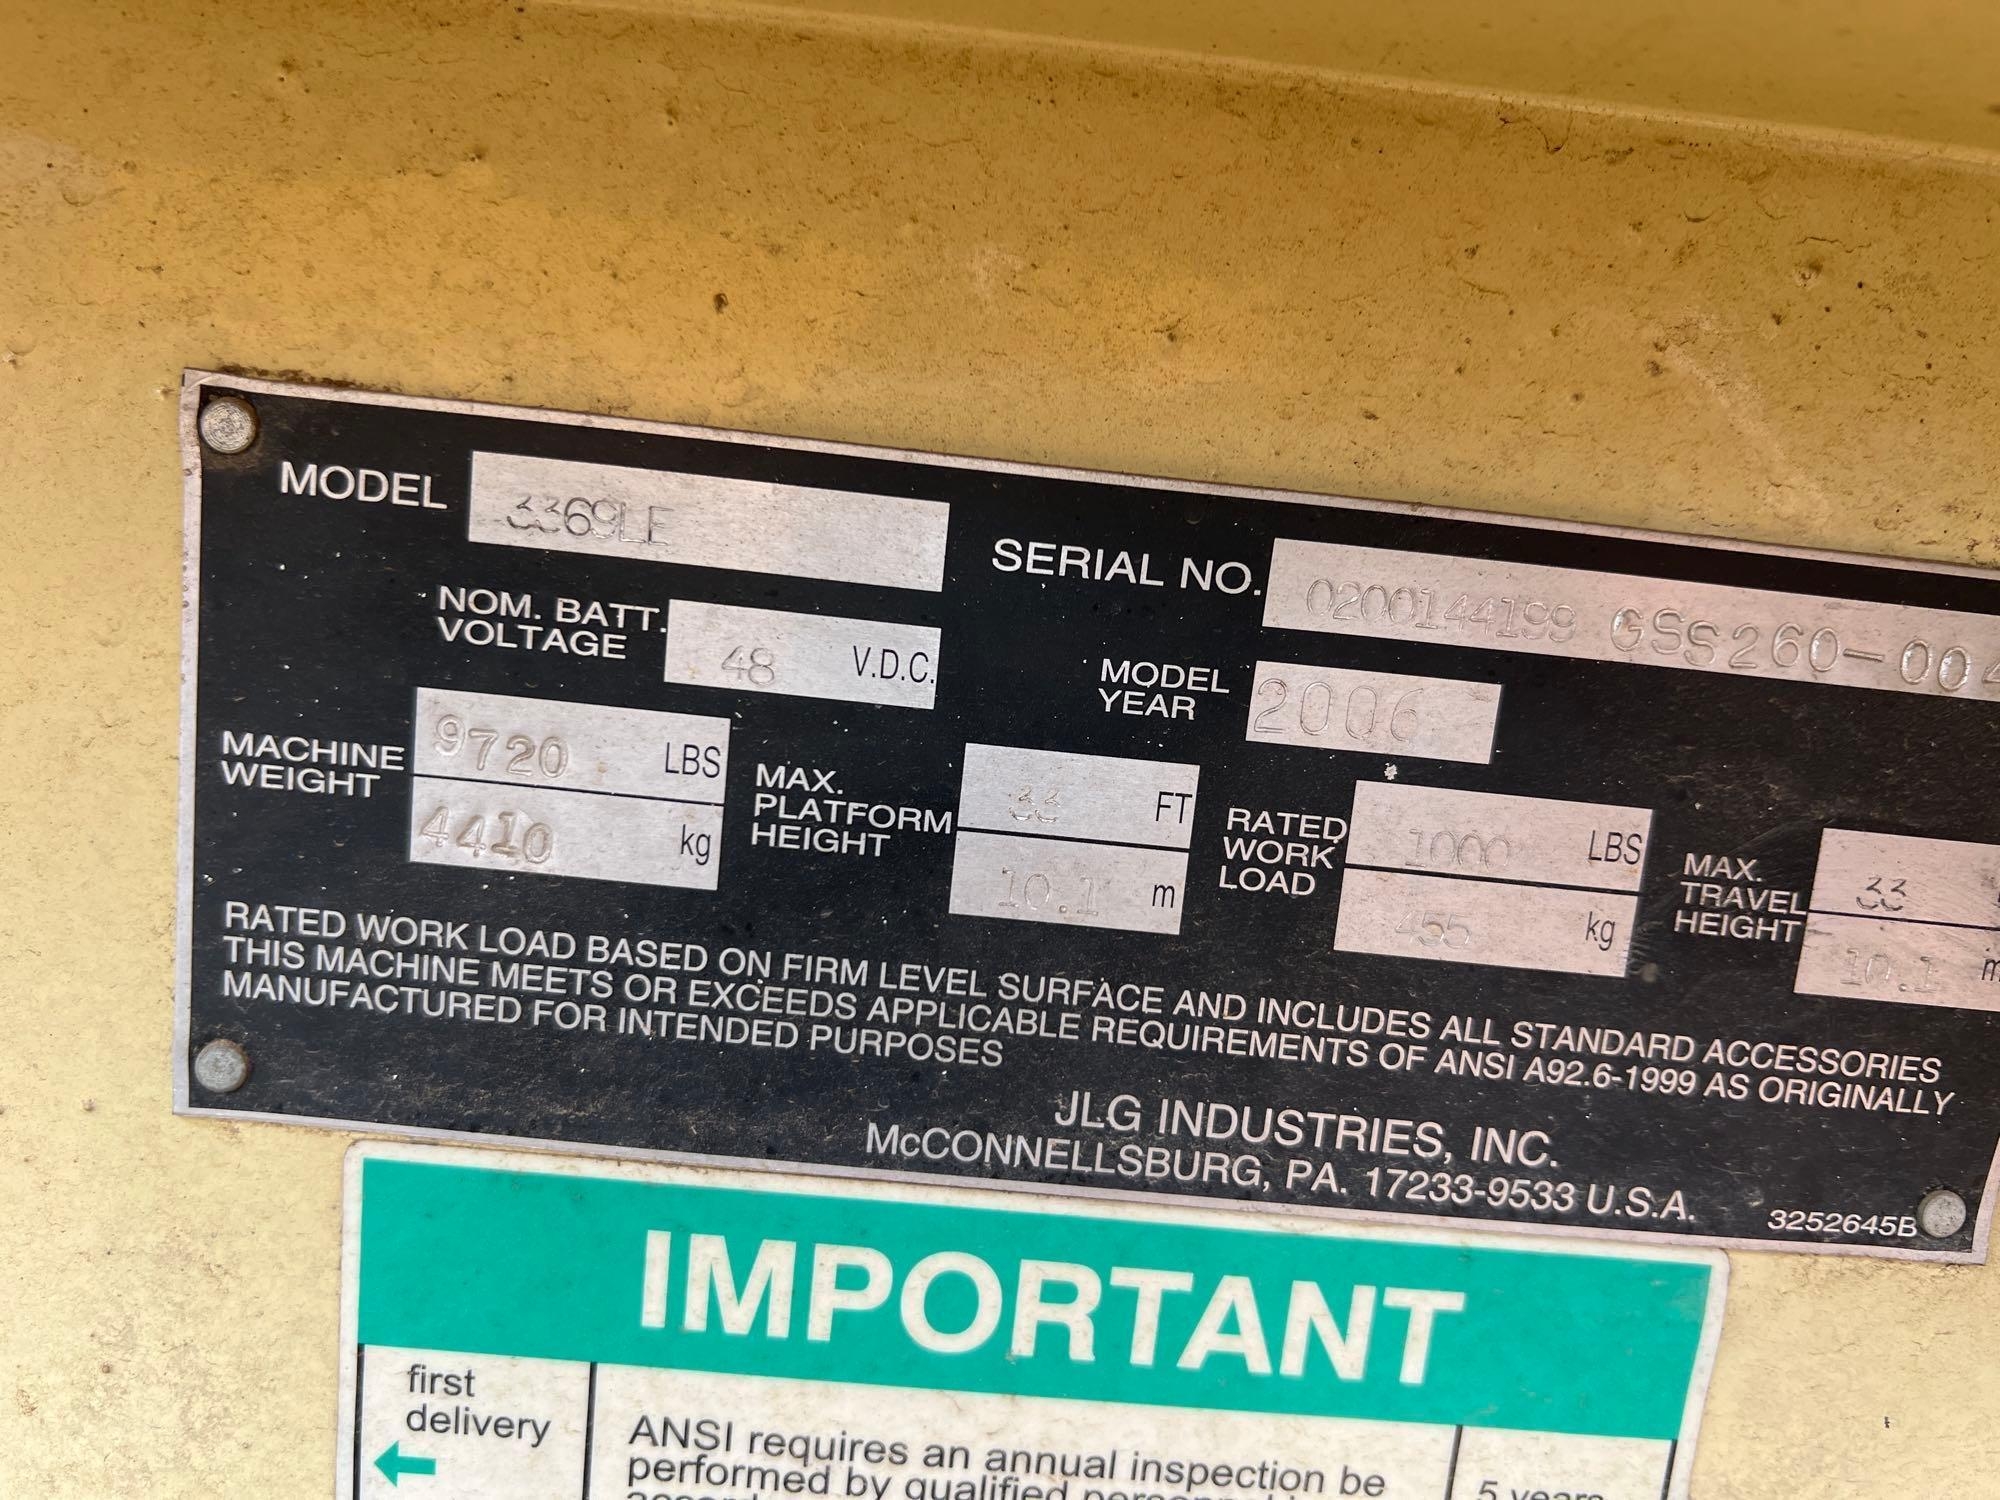 MODEL 3369LE
SERIAL NO. 0200144199 GSS260-004
NOM. BATT. VOLTAGE 48 V.D.C.
MODEL YEAR 2006
MACHINE WEIGHT 9720 LBS
4410 kg
MAX. PLATFORM HEIGHT 33 FT
10.1 m
RATED WORK LOAD 1000 LBS
455 kg
MAX. TRAVEL HEIGHT 33
10.1 m
RATED WORK LOAD BASED ON FIRM LEVEL SURFACE AND INCLUDES ALL STANDARD ACCESSORIES
THIS MACHINE MEETS OR EXCEEDS APPLICABLE REQUIREMENTS OF ANSI A92.6-1999 AS ORIGINALLY
MANUFACTURED FOR INTENDED PURPOSES
JLG INDUSTRIES, INC.
McCONNELLSBURG, PA. 17233-9533 U.S.A.
3252645B
IMPORTANT
first
delivery
ANSI requires an annual inspection be
performed by qualified
5 years